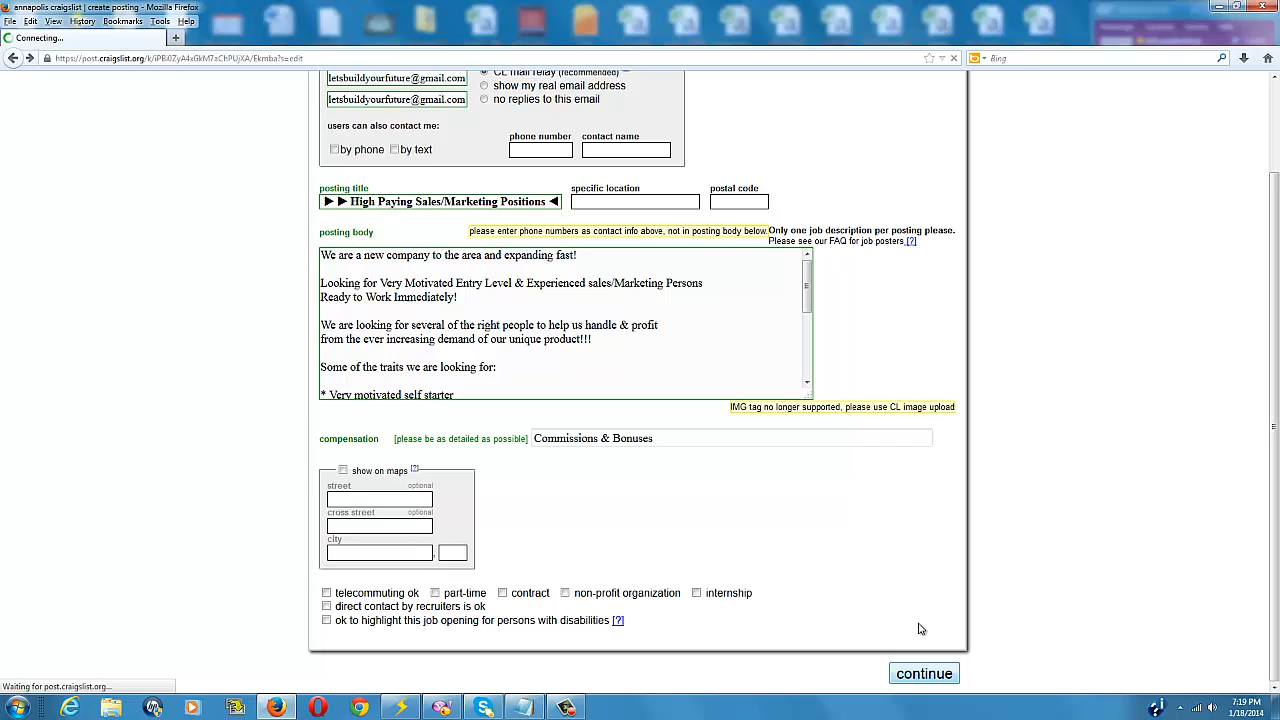 annapolis craigslist | create posting - Mozilla Firefox
File Edit View History Bookmarks Tools Help
Connecting...
https://post.craigslist.org/k/iPBi0ZyA4xGkM7aChPUjXA/Ekmba?s=edit
Bing
letsbuildyourfuture@gmail.com
CL mail relay (recommended)
show my real email address
letsbuildyourfuture@gmail.com
no replies to this email
users can also contact me:
phone number contact name
by phone by text
posting title specific location postal code
►► High Paying Sales/Marketing Positions ◄
posting body please enter phone numbers as contact info above, not in posting body below. Only one job description per posting please.
Please see our FAQ for job posters. [?]
We are a new company to the area and expanding fast!
Looking for Very Motivated Entry Level & Experienced sales/Marketing Persons
Ready to Work Immediately!
We are looking for several of the right people to help us handle & profit
from the ever increasing demand of our unique product!!!
Some of the traits we are looking for:
* Very motivated self starter
IMG tag no longer supported, please use CL image upload
compensation [please be as detailed as possible] Commissions & Bonuses
show on maps [?]
street optional
cross street optional
city
,
telecommuting ok part-time contract non-profit organization internship
direct contact by recruiters is ok
ok to highlight this job opening for persons with disabilities [?]
continue
Waiting for post.craigslist.org...
7:19 PM
1/18/2014